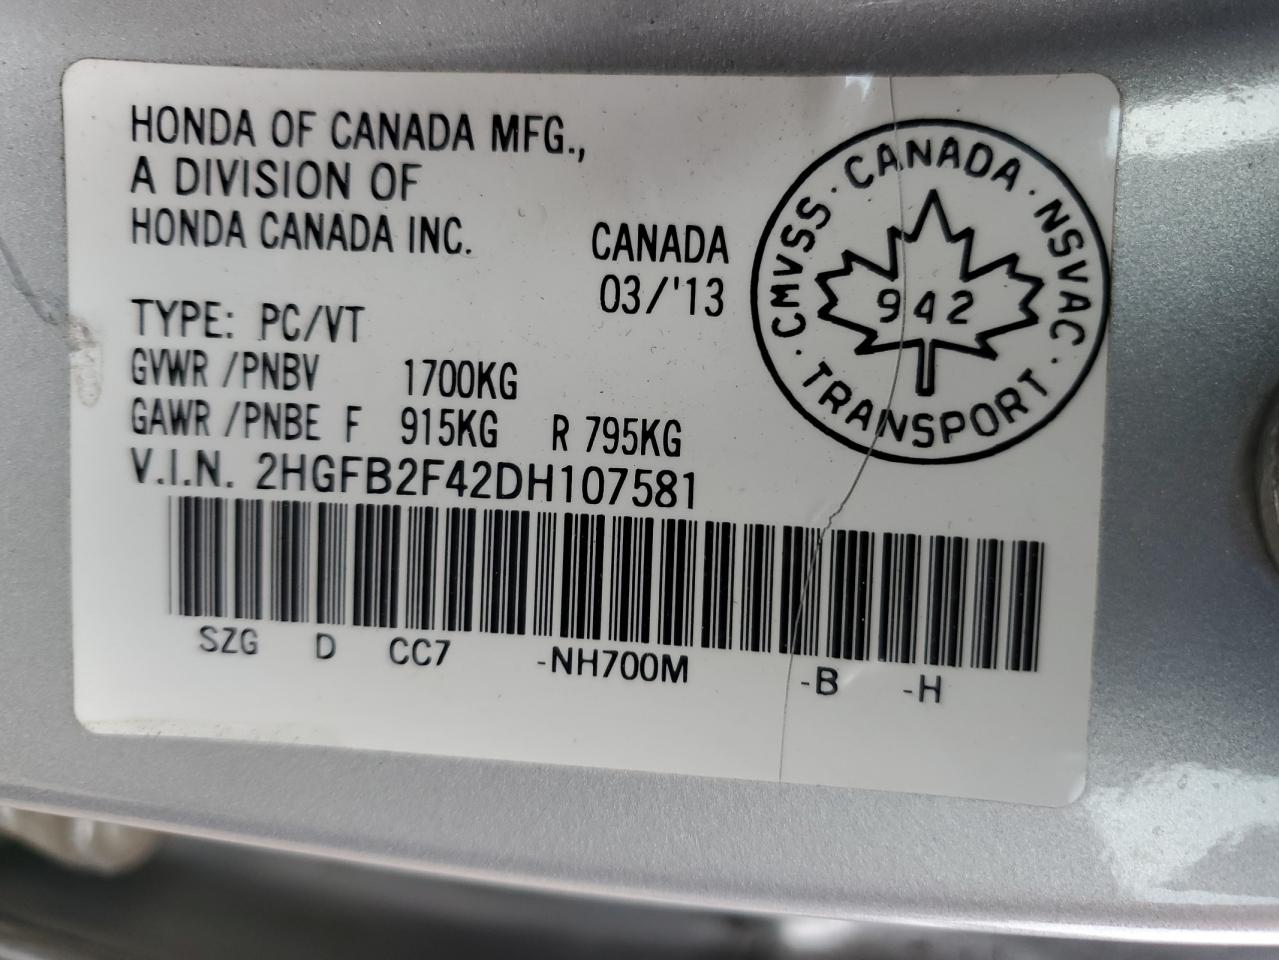 HONDA OF CANADA MFG.,
A DIVISION OF
HONDA CANADA INC.
CANADA
03/'13
TYPE: PC/VT
GVWR /PNBV 1700KG
GAWR /PNBE F 915KG R 795KG
V.I.N. 2HGFB2F42DH107581
SZG D CC7 -NH700M -B -H
CMVSS · CANADA · NSVAC · TRANSPORT ·
942